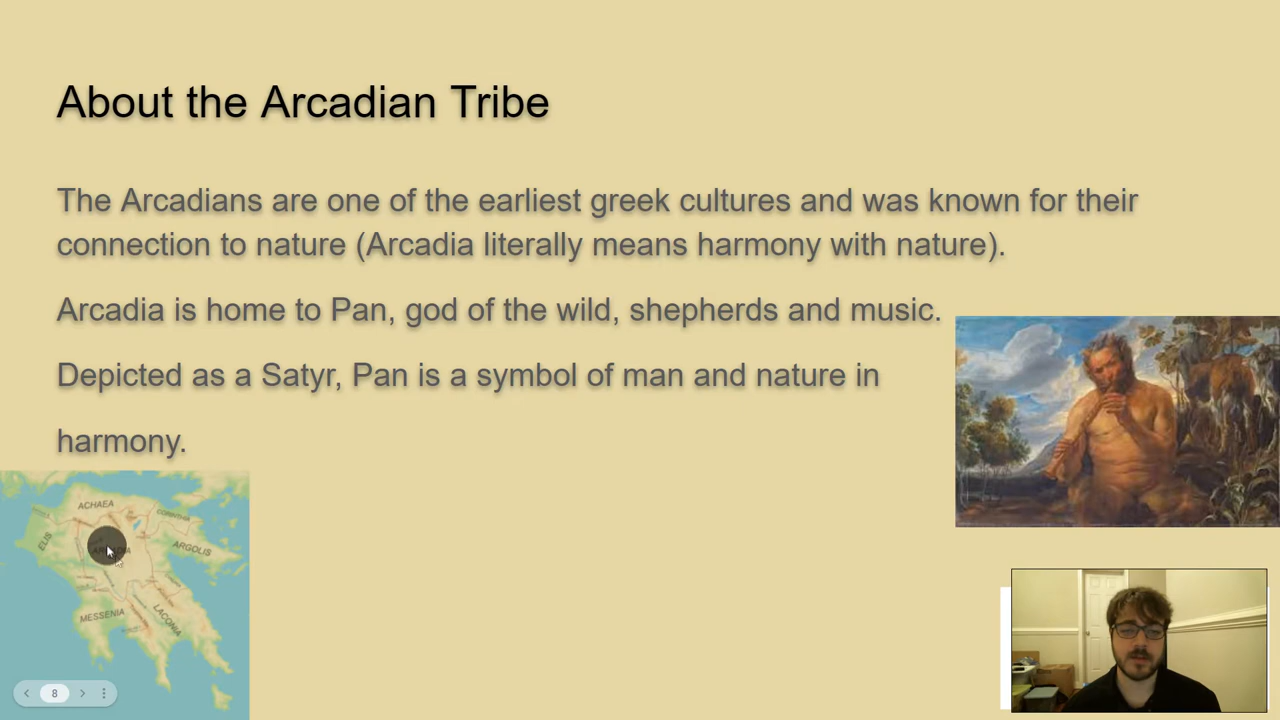 About the Arcadian Tribe
The Arcadians are one of the earliest greek cultures and was known for their
connection to nature (Arcadia literally means harmony with nature).
Arcadia is home to Pan, god of the wild, shepherds and music.
Depicted as a Satyr, Pan is a symbol of man and nature in
harmony.
ACHAEA
CORINTHIA
ELIS
ARGOLIS
MESSENIA
LACONIA
8